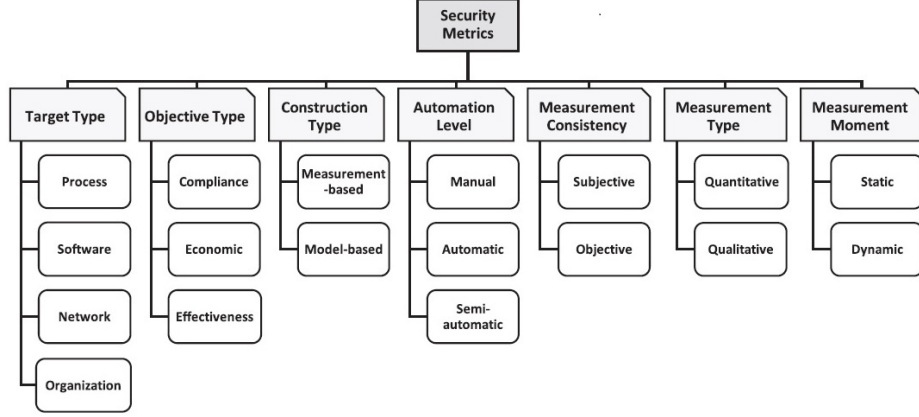 Security
Metrics
Target Type
Objective Type
Construction
Type
Automation
Level
Measurement
Consistency
Measurement
Type
Measurement
Moment
Process
Compliance
Measurement
-based
Manual
Subjective
Quantitative
Static
Software
Economic
Model-based
Automatic
Objective
Qualitative
Dynamic
Network
Effectiveness
Semi-
automatic
Organization